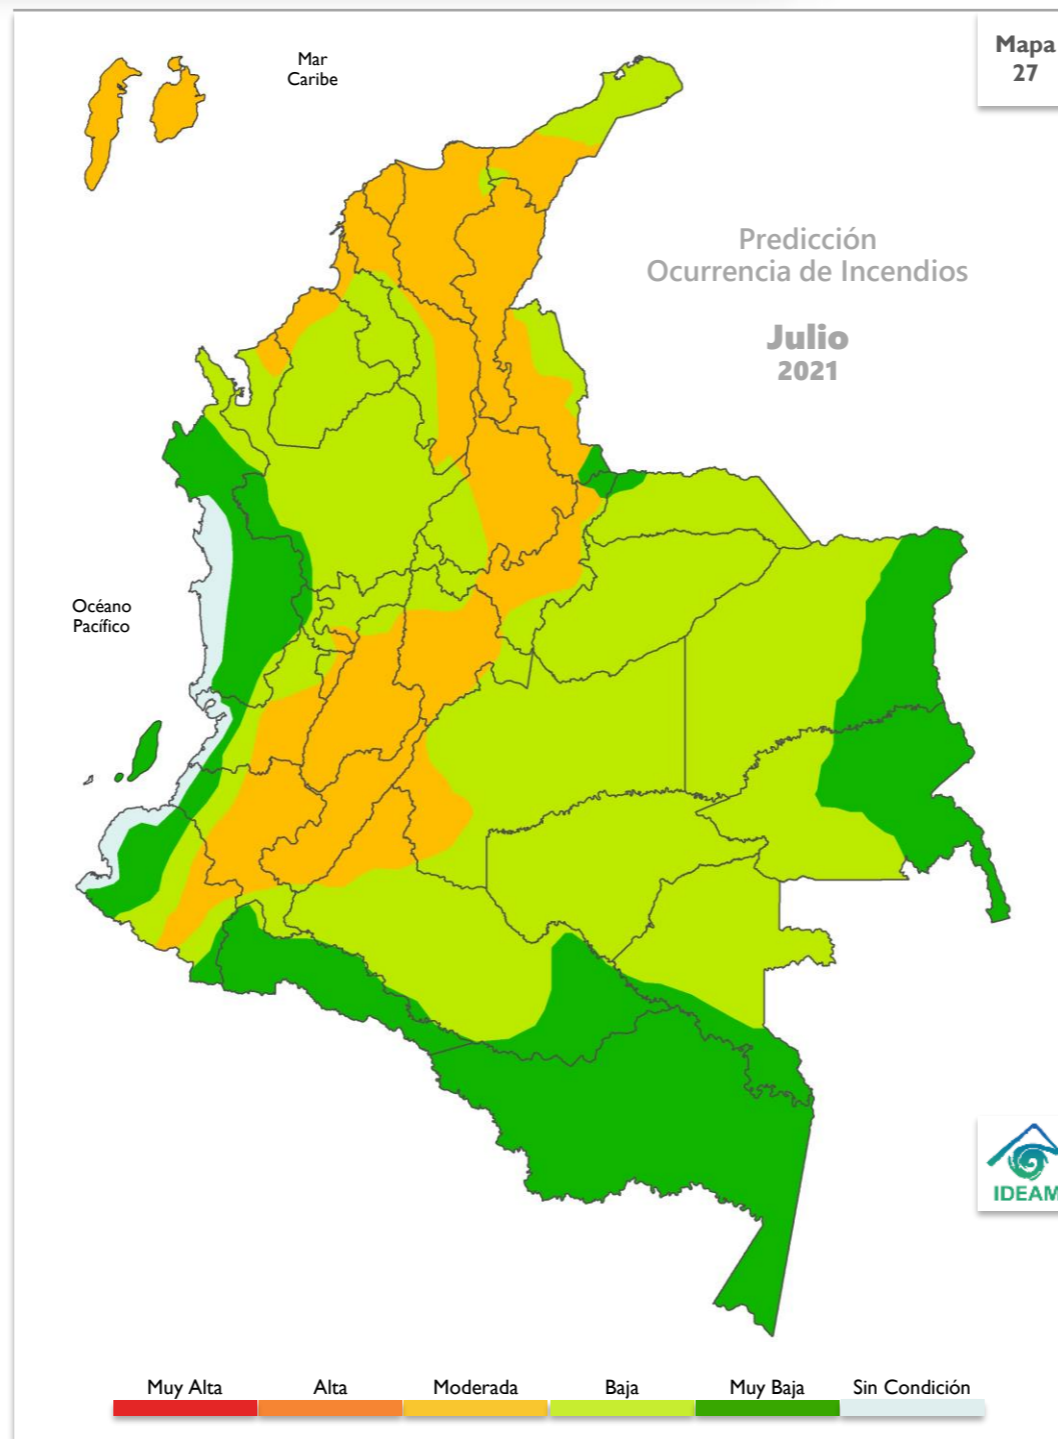 Mapa
27
Mar
Caribe
Predicción
Ocurrencia de Incendios
Julio
2021
Océano
Pacífico
IDEAM
Muy Alta
Alta
Moderada
Baja
Muy Baja
Sin Condición